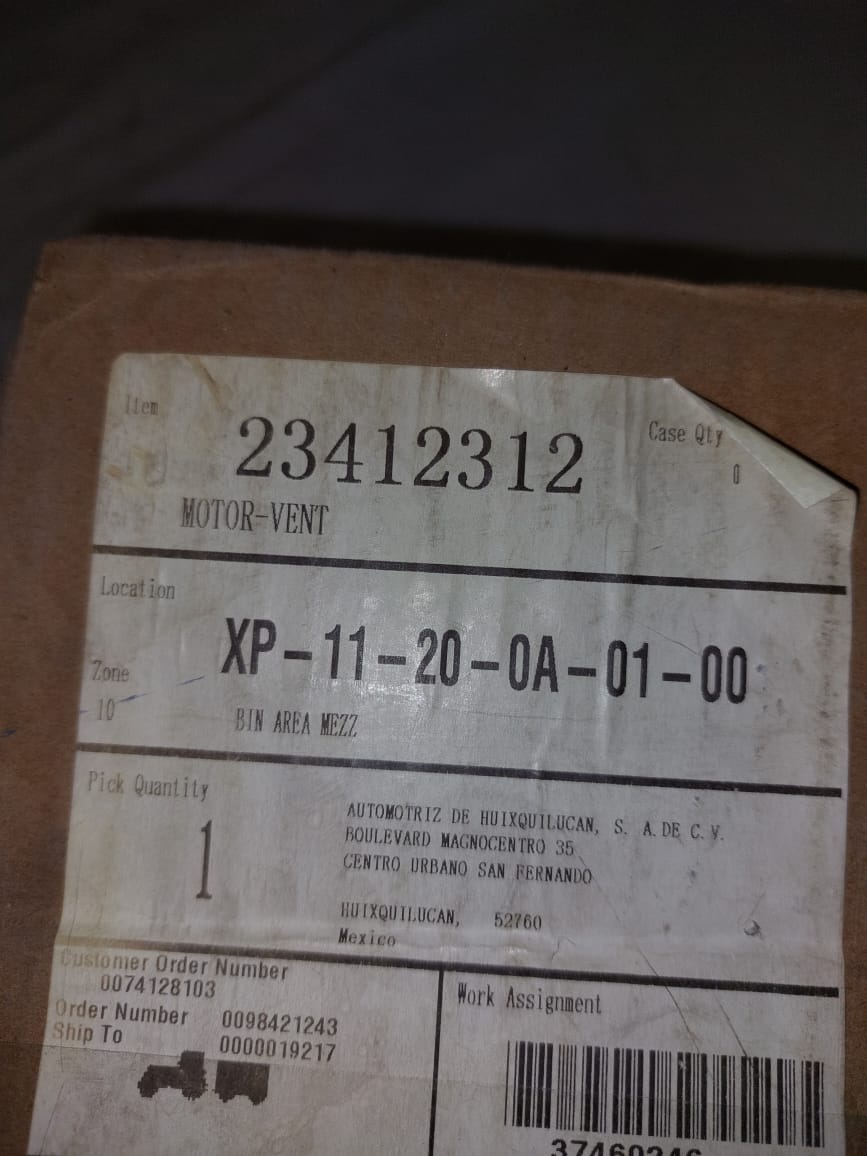 Item
23412312
Case Qty
0
MOTOR-VENT
Location
XP-11-20-0A-01-00
Zone
10
BIN AREA MEZZ
Pick Quantity
1
AUTOMOTRIZ DE HUIXQUILUCAN, S. A.DE C.V.
BOULEVARD MAGNOCENTRO 35
CENTRO URBANO SAN FERNANDO
HUIXQUILUCAN, 52760
Mexico
Customer Order Number
0074128103
Order Number 0098421243
Ship To 0000019217
Work Assignment